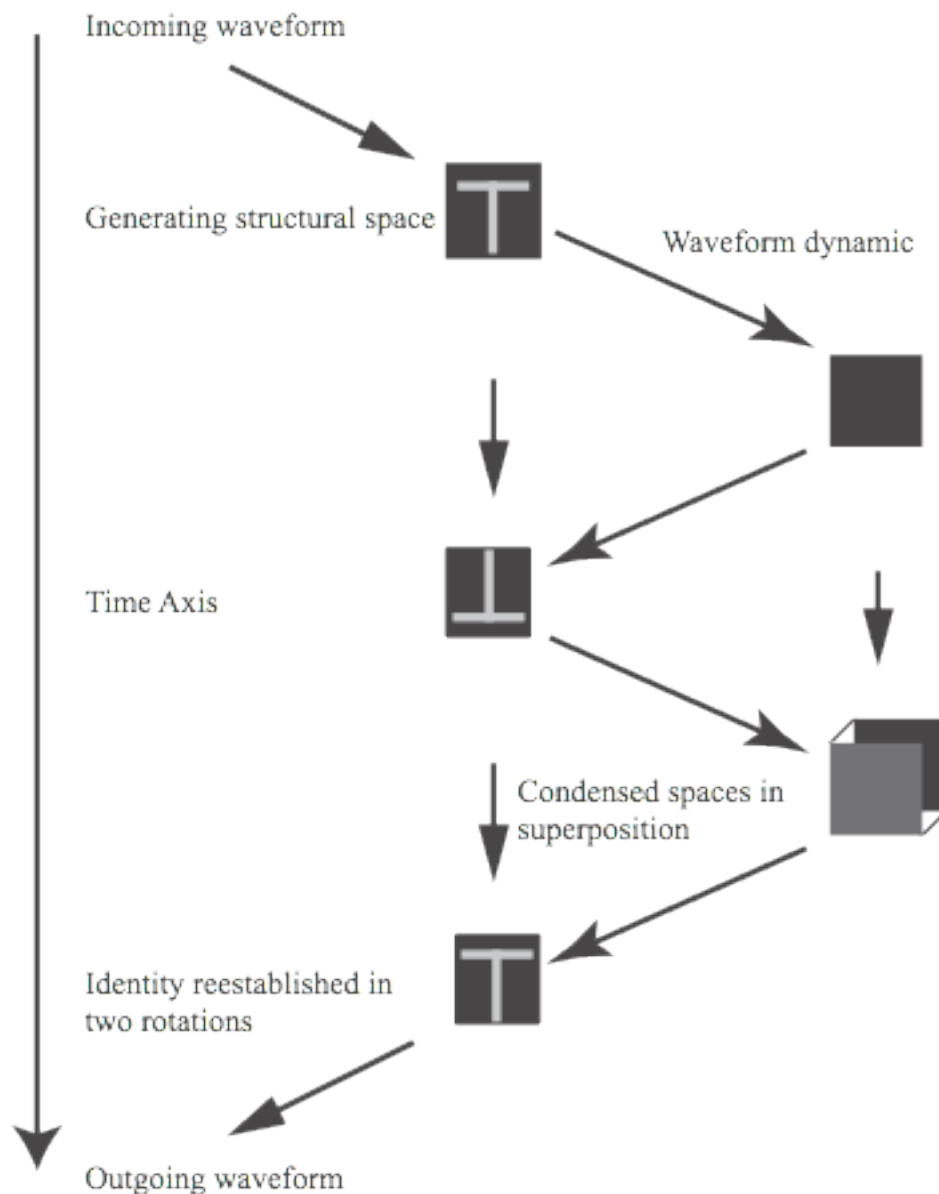 Incoming waveform
T
Generating structural space
Waveform dynamic
Time Axis
T
Condensed spaces in
superposition
T
Identity reestablished in
two rotations
Outgoing waveform